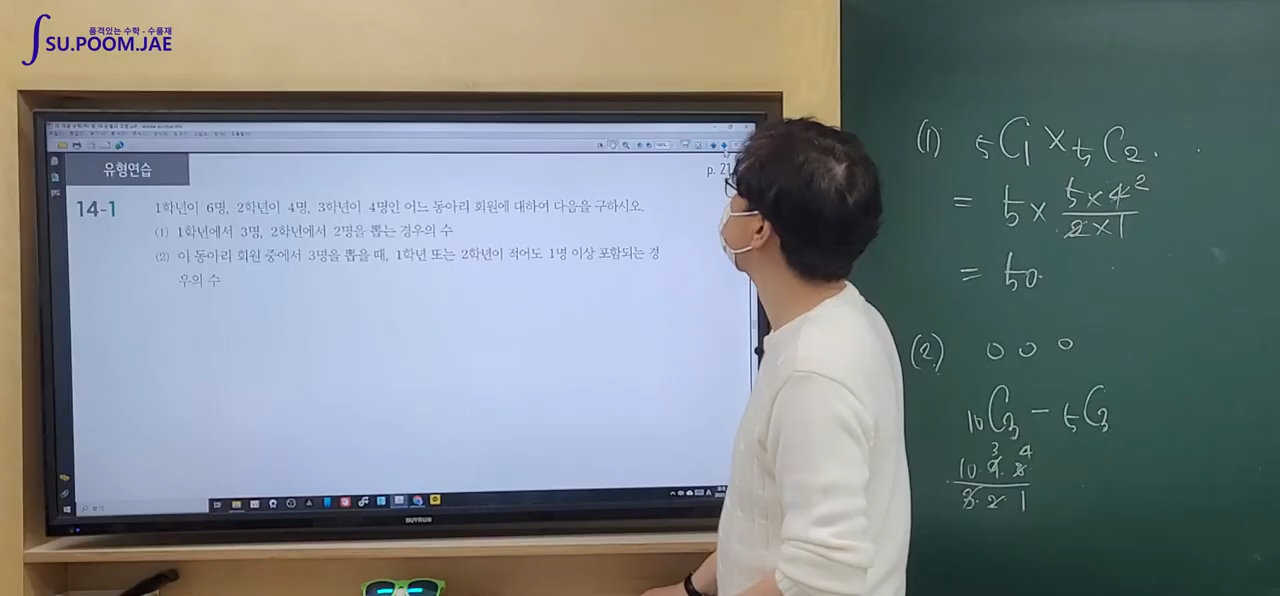 품격있는 수학 - 수품재
SU.POOM.JAE
유형연습
p. 21
14-1 1학년이 6명, 2학년이 4명, 3학년이 4명인 어느 동아리 회원에 대하여 다음을 구하시오.
(1) 1학년에서 3명, 2학년에서 2명을 뽑는 경우의 수
(2) 이 동아리 회원 중에서 3명을 뽑을 때, 1학년 또는 2학년이 적어도 1명 이상 포함되는 경
우의 수
(1) 5C1 × 5C2.
= 5 × 5×4 2 / 2×1
= 50.
(2) 0 0 0
10C3 - 5C3
10·9·8 3 4 / 3·2·1